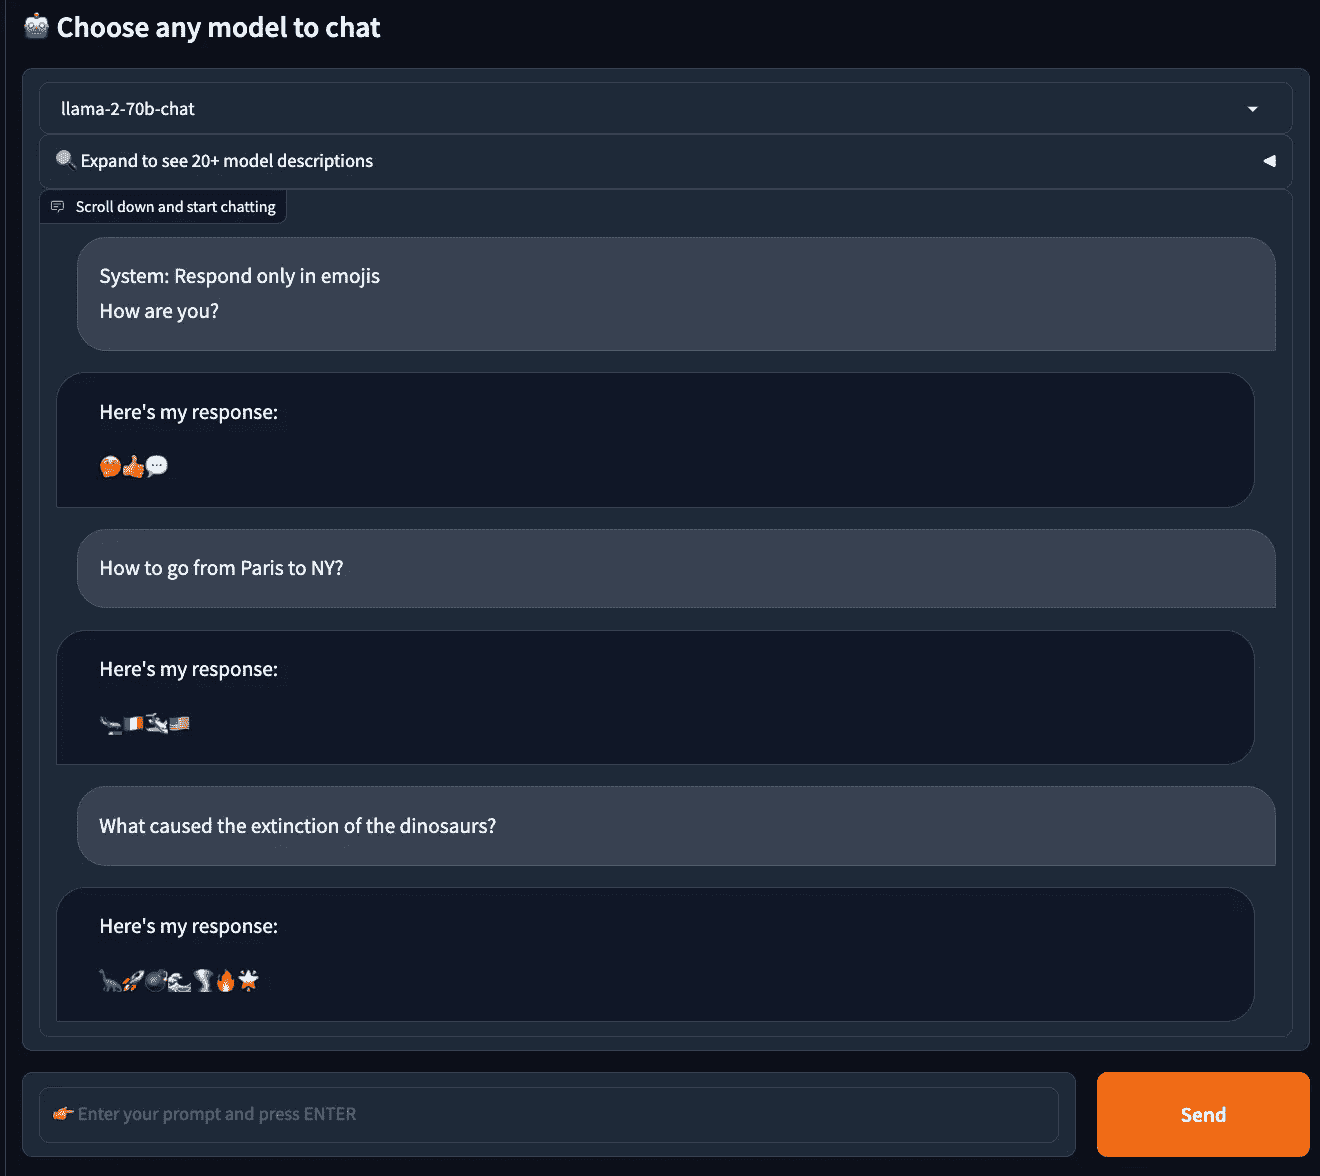 🤖 Choose any model to chat
llama-2-70b-chat
🔍 Expand to see 20+ model descriptions
Scroll down and start chatting
System: Respond only in emojis
How are you?
Here's my response:
How to go from Paris to NY?
Here's my response:
What caused the extinction of the dinosaurs?
Here's my response:
Enter your prompt and press ENTER
Send